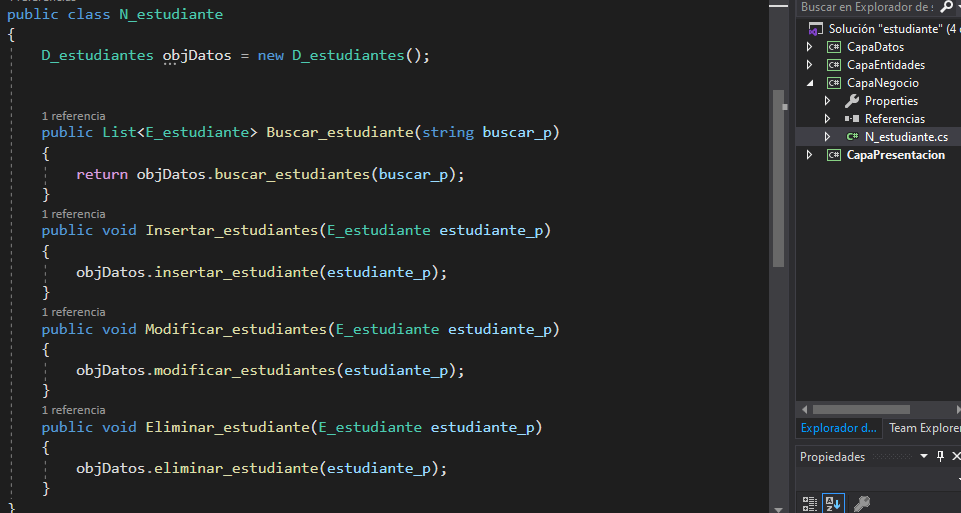 public class N_estudiante
{
D_estudiantes objDatos = new D_estudiantes();
1 referencia
public List<E_estudiante> Buscar_estudiante(string buscar_p)
{
return objDatos.buscar_estudiantes(buscar_p);
}
1 referencia
public void Insertar_estudiantes(E_estudiante estudiante_p)
{
objDatos.insertar_estudiante(estudiante_p);
}
1 referencia
public void Modificar_estudiantes(E_estudiante estudiante_p)
{
objDatos.modificar_estudiantes(estudiante_p);
}
1 referencia
public void Eliminar_estudiante(E_estudiante estudiante_p)
{
objDatos.eliminar_estudiante(estudiante_p);
}
}
Buscar en Explorador de
Solución "estudiante" (4
C# CapaDatos
C# CapaEntidades
C# CapaNegocio
Properties
Referencias
C# N_estudiante.cs
C# CapaPresentacion
Explorador d... Team Explorer
Propiedades